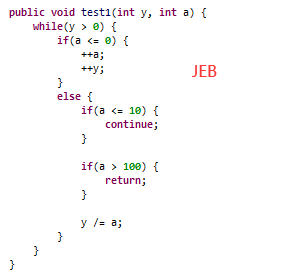 public void test1(int y, int a) {
    while(y > 0) {
        if(a <= 0) {
            ++a;
            ++y;
        }
        else {
            if(a <= 10) {
                continue;
            }

            if(a > 100) {
                return;
            }

            y /= a;
        }
    }
}
JEB